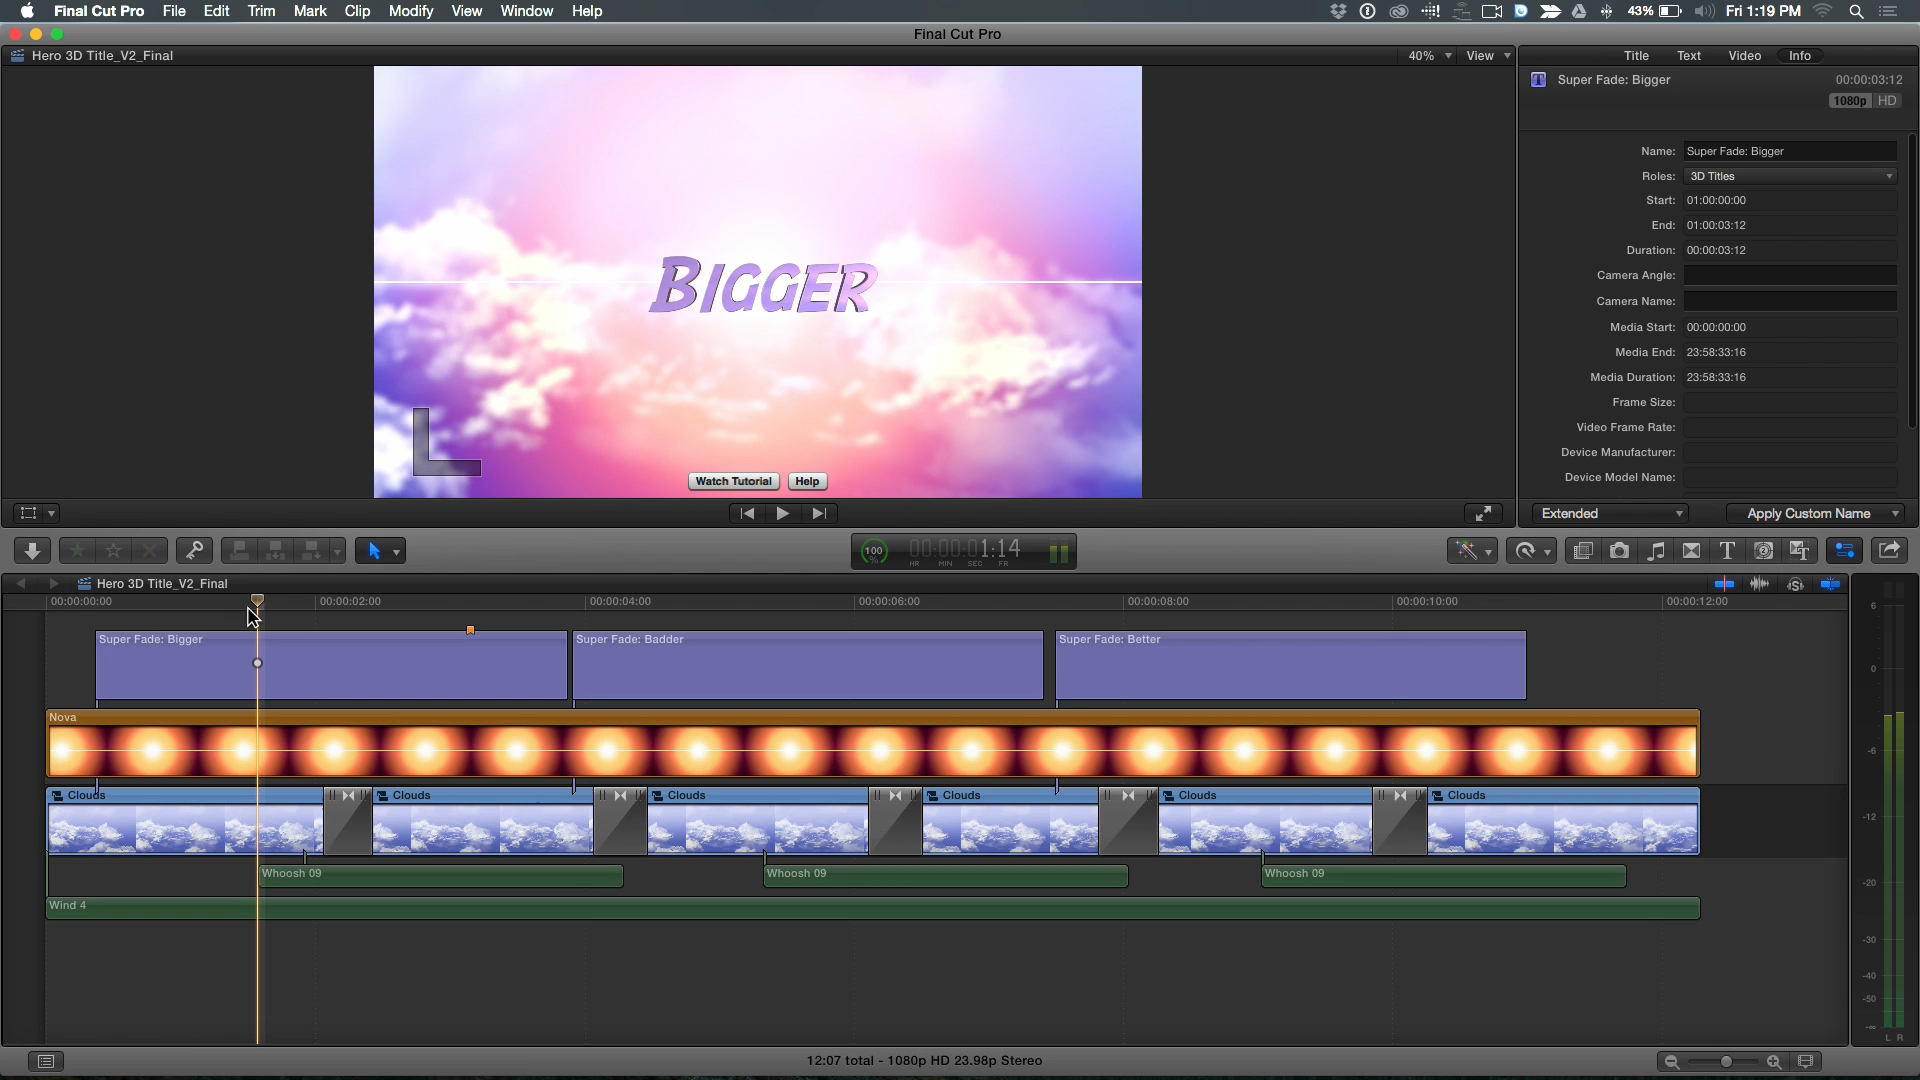 Final Cut Pro File Edit Trim Mark Clip Modify View Window Help 43% Fri 1:19 PM
Final Cut Pro
Hero 3D Title_V2_Final 40% View Title Text Video Info
Super Fade: Bigger 00:00:03:12
1080p HD
Name: Super Fade: Bigger
Roles: 3D Titles
Start: 01:00:00:00
End: 01:00:03:12
Duration: 00:00:03:12
Camera Angle:
Camera Name:
Media Start: 00:00:00:00
Media End: 23:58:33:16
Media Duration: 23:58:33:16
Frame Size:
Video Frame Rate:
Device Manufacturer:
Device Model Name:
BIGGER
Watch Tutorial Help
Extended Apply Custom Name
100 % 00:00:01:14
HR MIN SEC FR
Hero 3D Title_V2_Final
00:00:00:00 00:00:02:00 00:00:04:00 00:00:06:00 00:00:08:00 00:00:10:00 00:00:12:00
Super Fade: Bigger Super Fade: Badder Super Fade: Better
Nova
Clouds Clouds Clouds Clouds Clouds Clouds
Whoosh 09 Whoosh 09 Whoosh 09
Wind 4
6
0
-6
-12
-20
-30
-40
-50
-∞
L R
12:07 total - 1080p HD 23.98p Stereo